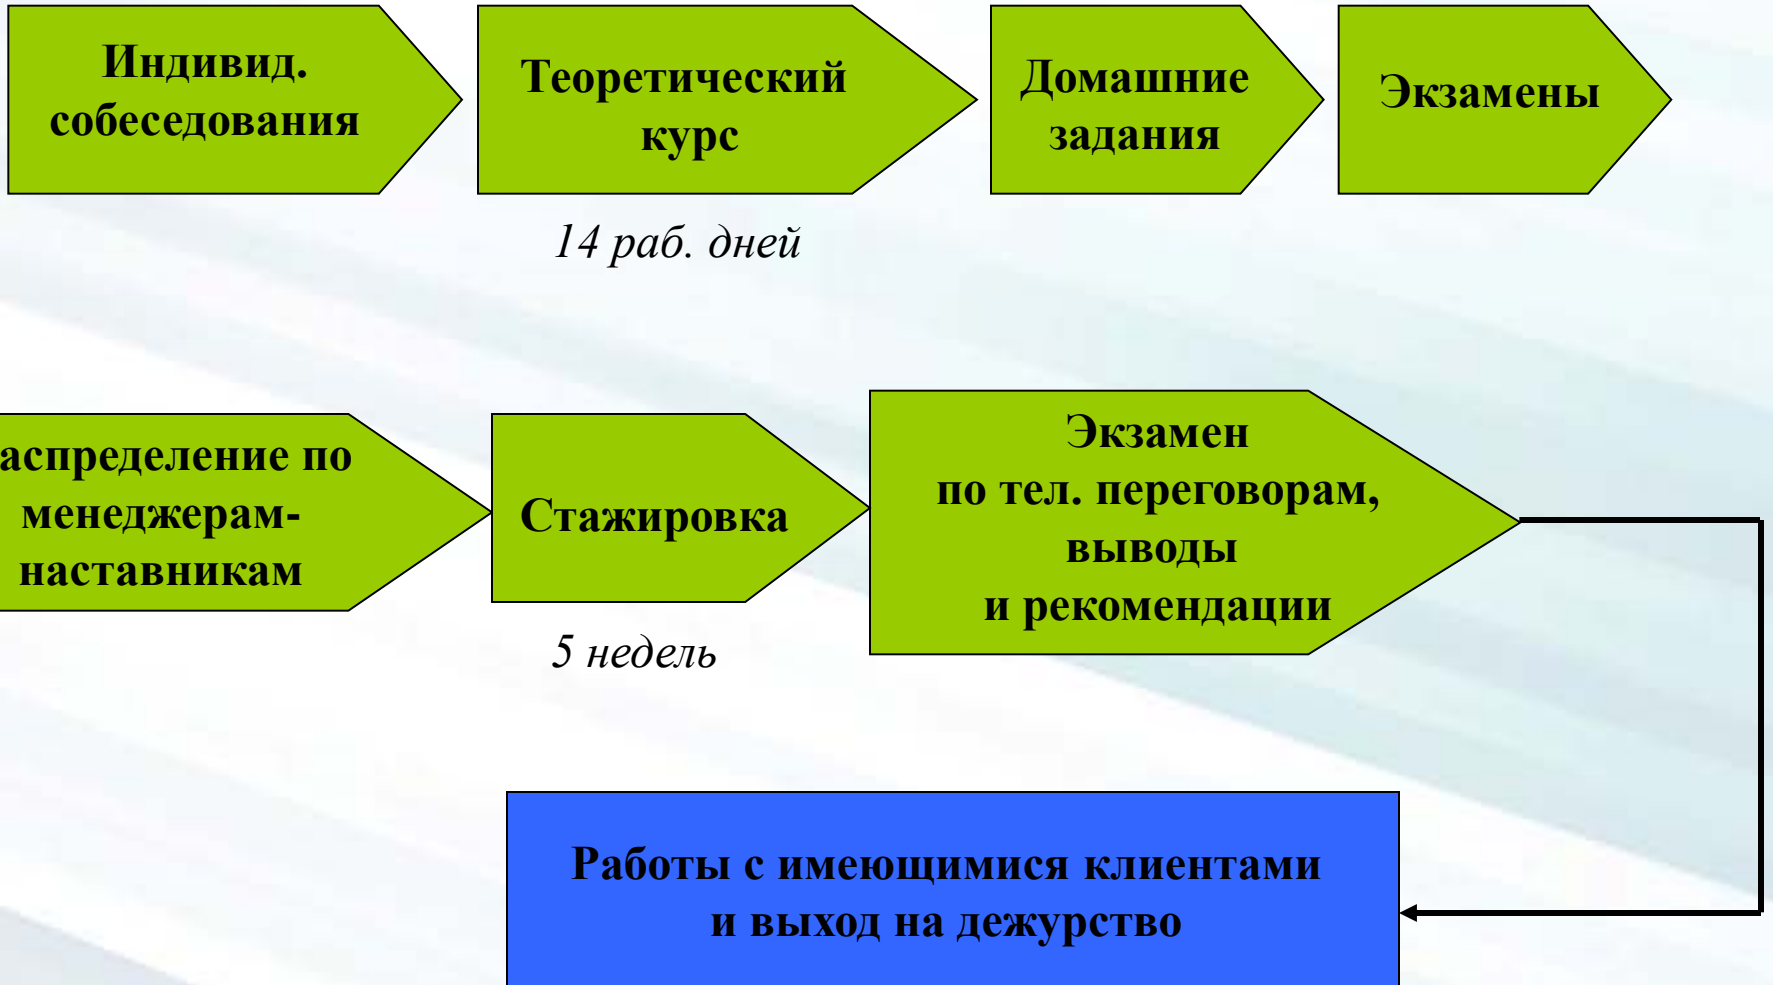 Индивид.
собеседования
Теоретический
курс
Домашние
задания
Экзамены
14 раб. дней
аспределение по
менеджерам-
наставникам
Стажировка
Экзамен
по тел. переговорам,
выводы
и рекомендации
5 недель
Работы с имеющимися клиентами
и выход на дежурство